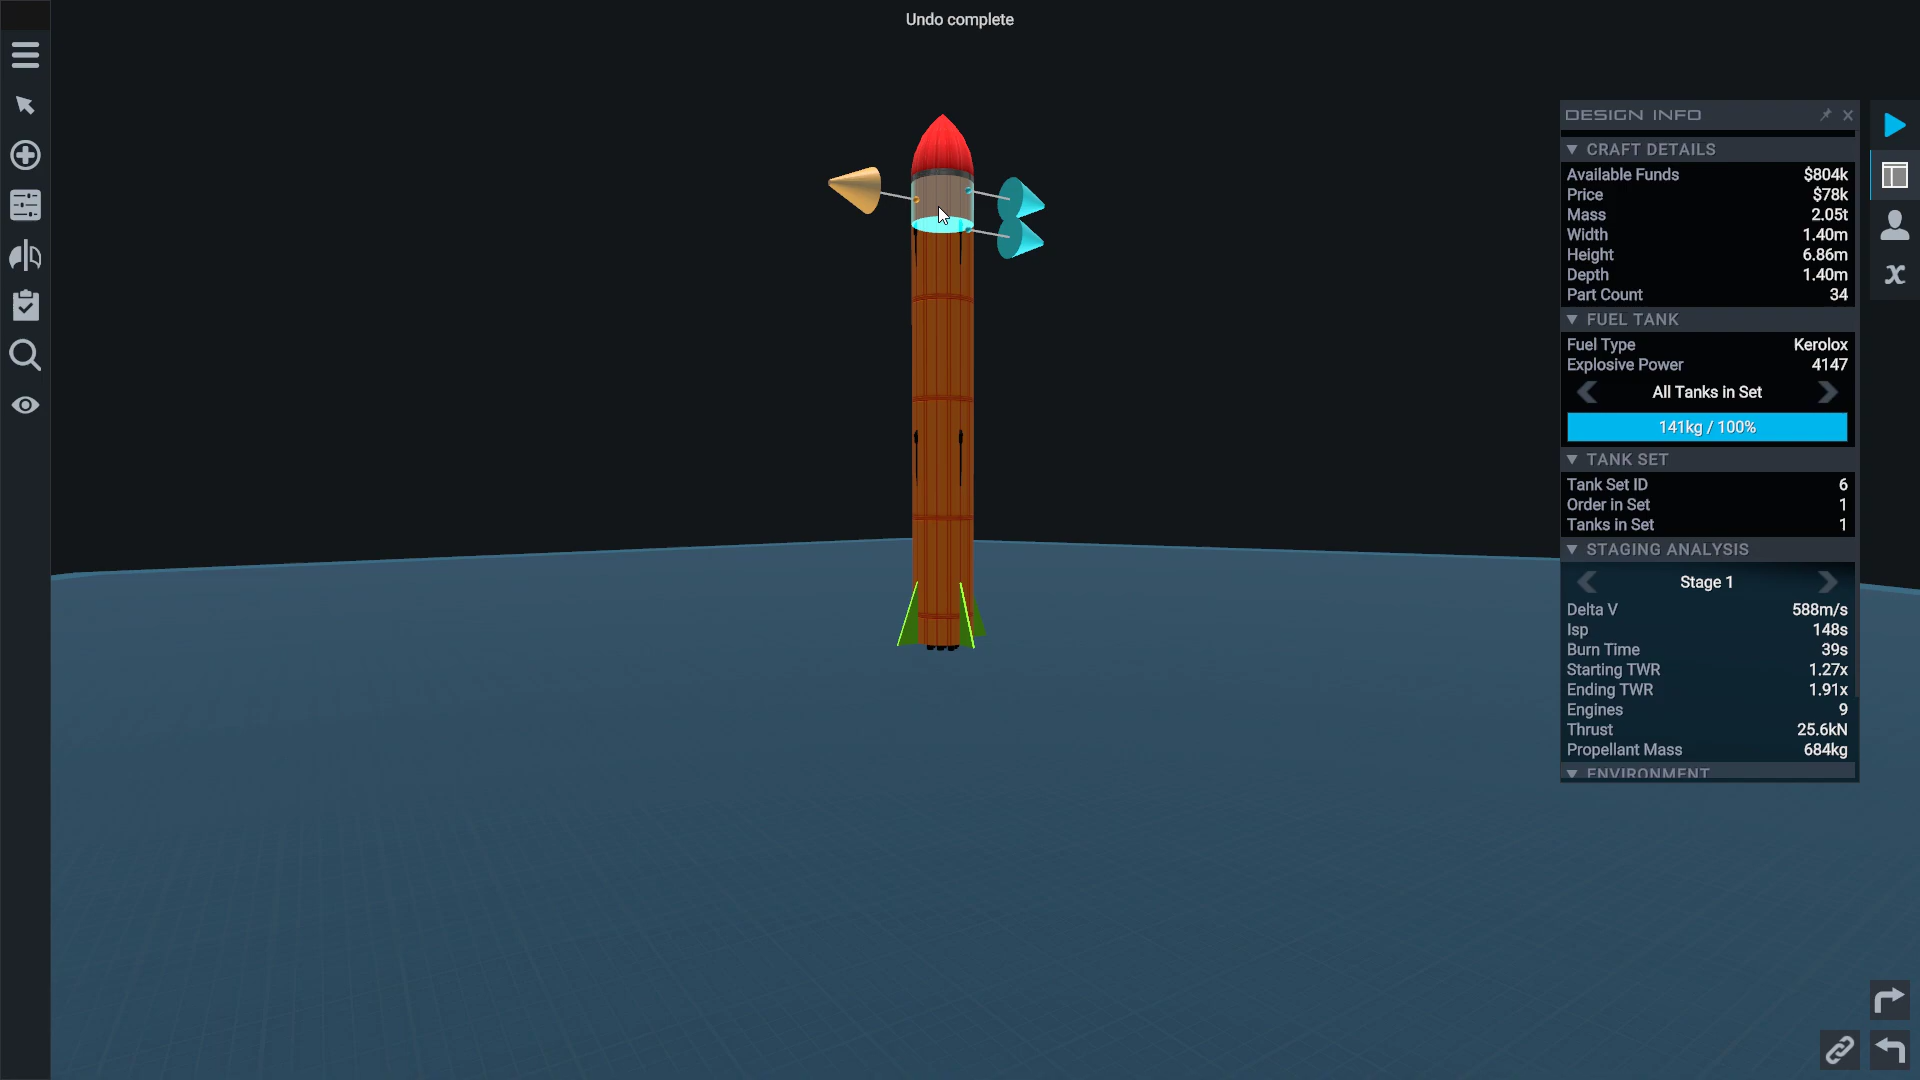 Undo complete
DESIGN INFO
CRAFT DETAILS
Available Funds $804k
Price $78k
Mass 2.05t
Width 1.40m
Height 6.86m
Depth 1.40m
Part Count 34
FUEL TANK
Fuel Type Kerolox
Explosive Power 4147
All Tanks in Set
141kg / 100%
TANK SET
Tank Set ID 6
Order in Set 1
Tanks in Set 1
STAGING ANALYSIS
Stage 1
Delta V 588m/s
Isp 148s
Burn Time 39s
Starting TWR 1.27x
Ending TWR 1.91x
Engines 9
Thrust 25.6kN
Propellant Mass 684kg
ENVIRONMENT